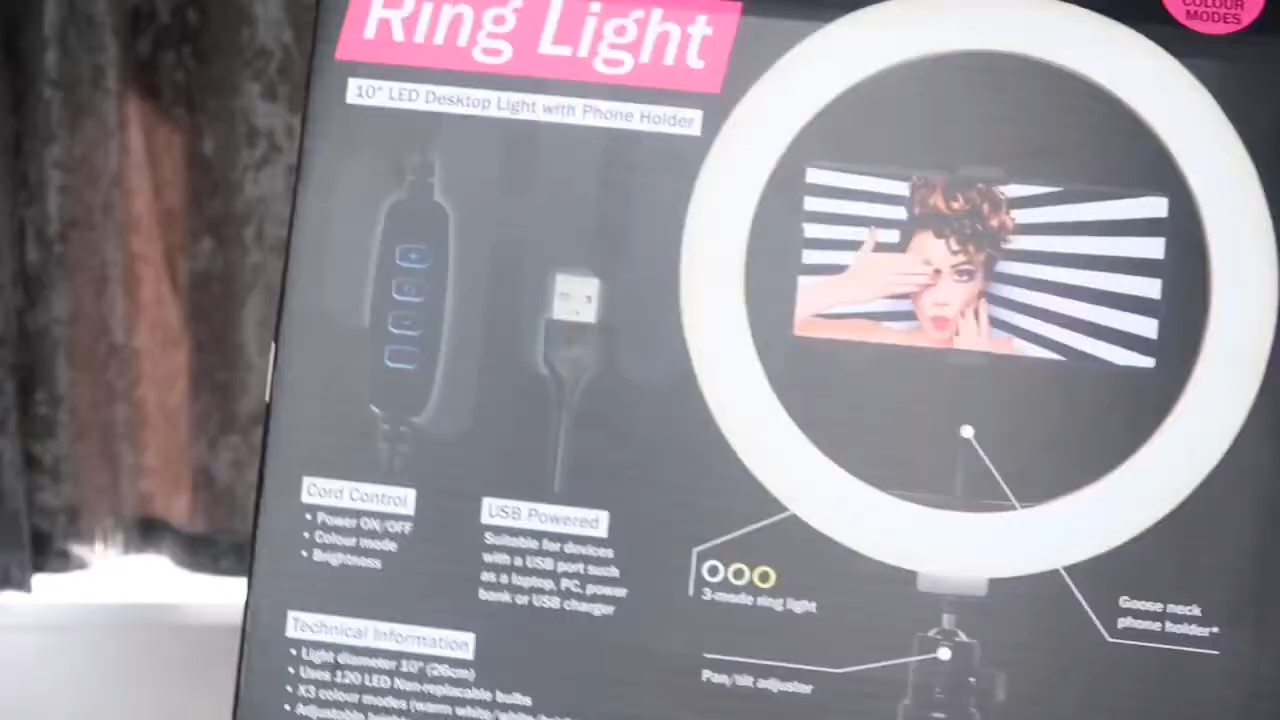 Ring Light
COLOUR
MODES
10" LED Desktop Light with Phone Holder
Cord Control
• Power ON/OFF
• Colour mode
• Brightness
USB Powered
Suitable for devices
with a USB port such
as a laptop, PC, power
bank or USB charger
3-mode ring light
Goose neck
phone holder*
Pan/tilt adjuster
Technical Information
• Light diameter 10" (26cm)
• Uses 120 LED Non-replaceable bulbs
• X3 colour modes (warm white/white/
• Adjustable